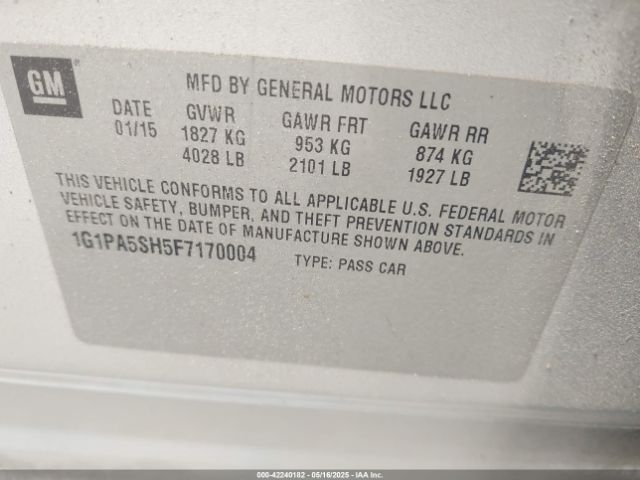 GM
MFD BY GENERAL MOTORS LLC
DATE GVWR GAWR FRT GAWR RR
01/15 1827 KG 953 KG 874 KG
4028 LB 2101 LB 1927 LB
THIS VEHICLE CONFORMS TO ALL APPLICABLE U.S. FEDERAL MOTOR
VEHICLE SAFETY, BUMPER, AND THEFT PREVENTION STANDARDS IN
EFFECT ON THE DATE OF MANUFACTURE SHOWN ABOVE.
1G1PA5SH5F7170004 TYPE: PASS CAR
000-42240182 - 05/16/2025 - IAA Inc.